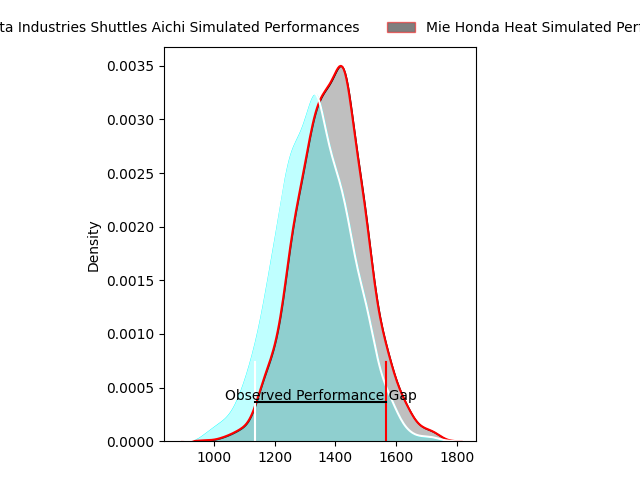 ta Industries Shuttles Aichi Simulated Performances
Mie Honda Heat Simulated Per
0.0035
0.0030
0.0025
0.0020
0.0015
0.0010
0.0005
0.0000
Density
Observed Performance Gap
1000 1200 1400 1600 1800